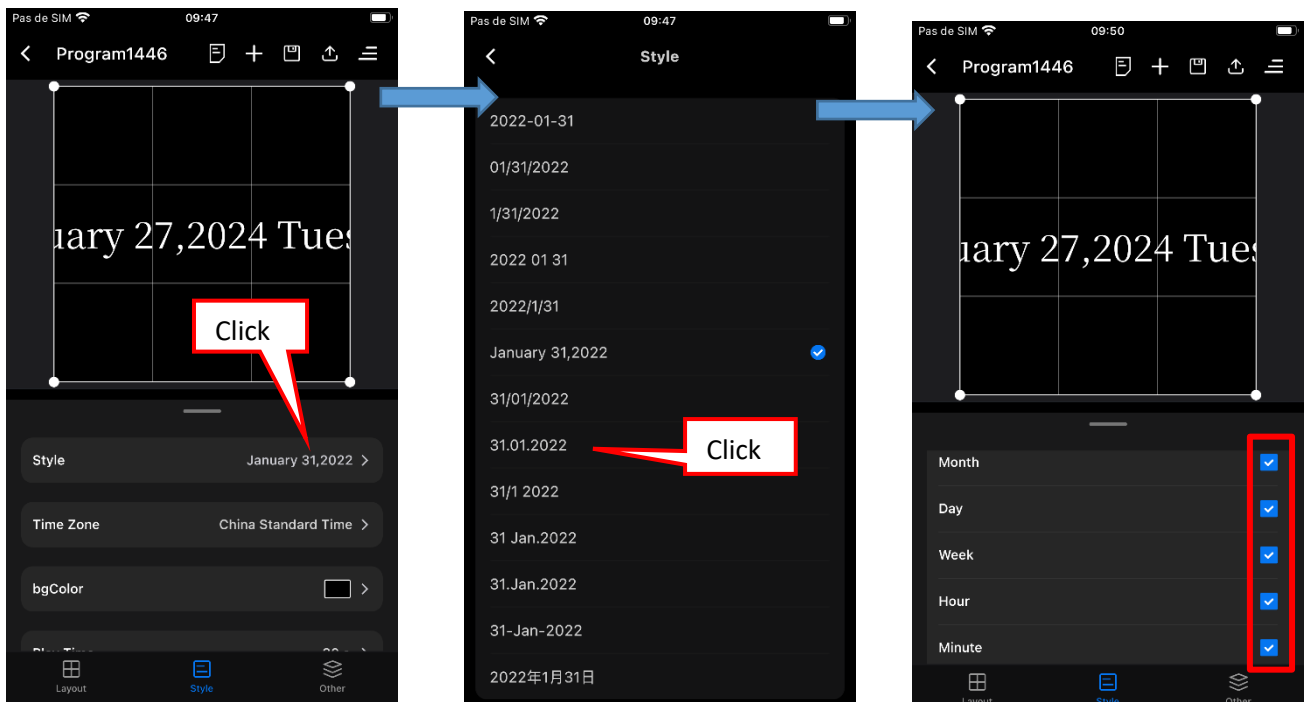 Pas de SIM 09:47
Program1446
uary 27,2024 Tues
Click
Style January 31,2022
Time Zone China Standard Time
bgColor
Layout Style Other
Pas de SIM 09:47
Style
2022-01-31
01/31/2022
1/31/2022
2022 01 31
2022/1/31
January 31,2022
31/01/2022
31.01.2022
Click
31/1 2022
31 Jan.2022
31.Jan.2022
31-Jan-2022
2022年1月31日
Pas de SIM 09:50
Program1446
uary 27,2024 Tues
Month
Day
Week
Hour
Minute
Layout Style Other